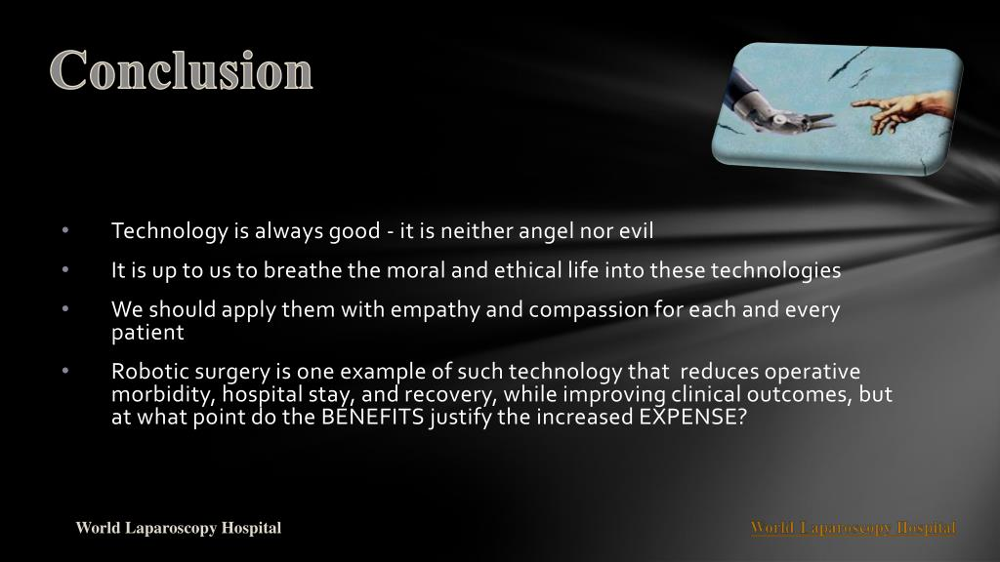 Conclusion
• Technology is always good - it is neither angel nor evil
• It is up to us to breathe the moral and ethical life into these technologies
• We should apply them with empathy and compassion for each and every
patient
• Robotic surgery is one example of such technology that  reduces operative
morbidity, hospital stay, and recovery, while improving clinical outcomes, but
at what point do the BENEFITS justify the increased EXPENSE?
World Laparoscopy Hospital
World Laparoscopy Hospital